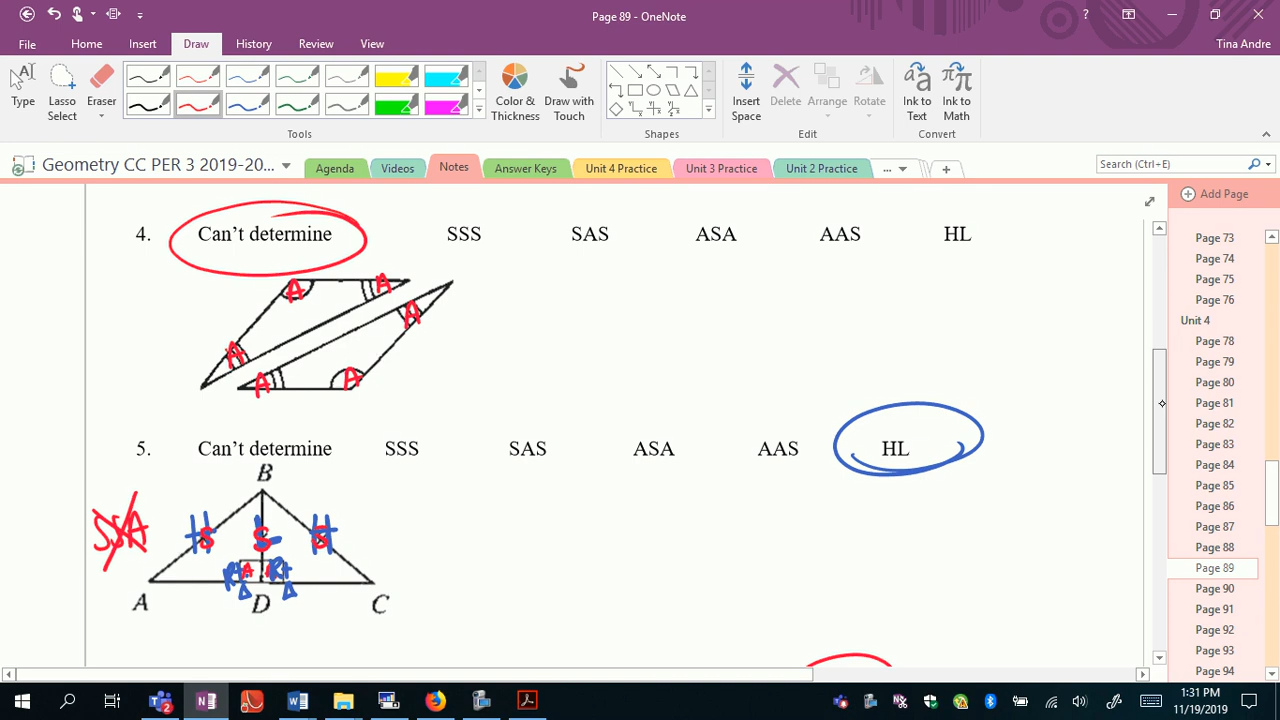 Page 89 - OneNote
?
Tina Andre
File Home Insert Draw History Review View
Type
Lasso Select
Eraser
Color & Thickness
Draw with Touch
Insert Space
Delete
Arrange
Rotate
Ink to Text
Ink to Math
Tools
Shapes
Edit
Convert
Geometry CC PER 3 2019-20...
Agenda Videos Notes Answer Keys Unit 4 Practice Unit 3 Practice Unit 2 Practice ... +
Search (Ctrl+E)
Add Page
Page 73
Page 74
Page 75
Page 76
Unit 4
Page 78
Page 79
Page 80
Page 81
Page 82
Page 83
Page 84
Page 85
Page 86
Page 87
Page 88
Page 89
Page 90
Page 91
Page 92
Page 93
Page 94
4. Can't determine SSS SAS ASA AAS HL
A A
A A
A A
5. Can't determine SSS SAS ASA AAS HL
B
SSA H S L S H S
Rt A Rt
Δ Δ
A D C
1:31 PM
11/19/2019